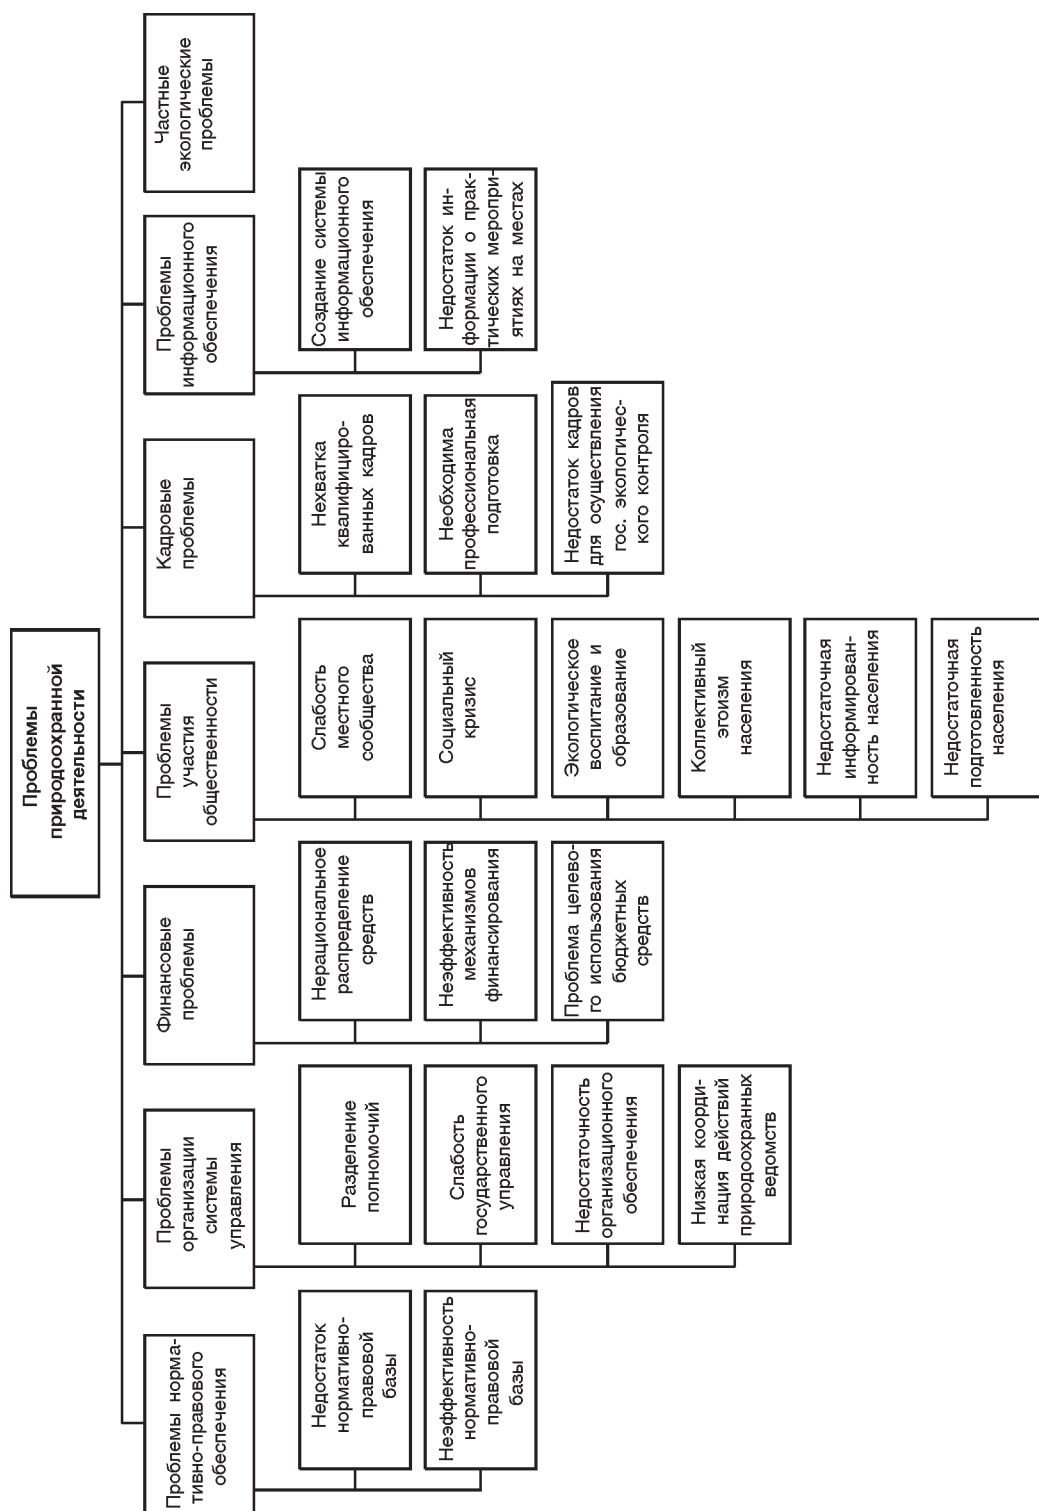 Проблемы
природоохранной
деятельности
Проблемы норма-
тивно-правового
обеспечения
Недостаток
нормативно-
правовой
базы
Неэффективность
нормативно-
правовой
базы
Проблемы
организации
системы
управления
Разделение
полномочий
Слабость
государственного
управления
Недостаточность
организационного
обеспечения
Низкая коорди-
нация действий
природоохранных
ведомств
Финансовые
проблемы
Нерациональное
распределение
средств
Неэффективность
механизмов
финансирования
Проблема целево-
го использования
бюджетных
средств
Проблемы
участия
общественности
Слабость
местного
сообщества
Социальный
кризис
Экологическое
воспитание и
образование
Коллективный
эгоизм
населения
Недостаточная
информирован-
ность населения
Недостаточная
подготовленность
населения
Кадровые
проблемы
Нехватка
квалифициро-
ванных кадров
Необходима
профессиональная
подготовка
Недостаток кадров
для осуществления
гос. экологичес-
кого контроля
Проблемы
информационного
обеспечения
Создание системы
информационного
обеспечения
Недостаток ин-
формации о прак-
тических меропри-
ятиях на местах
Частные
экологические
проблемы